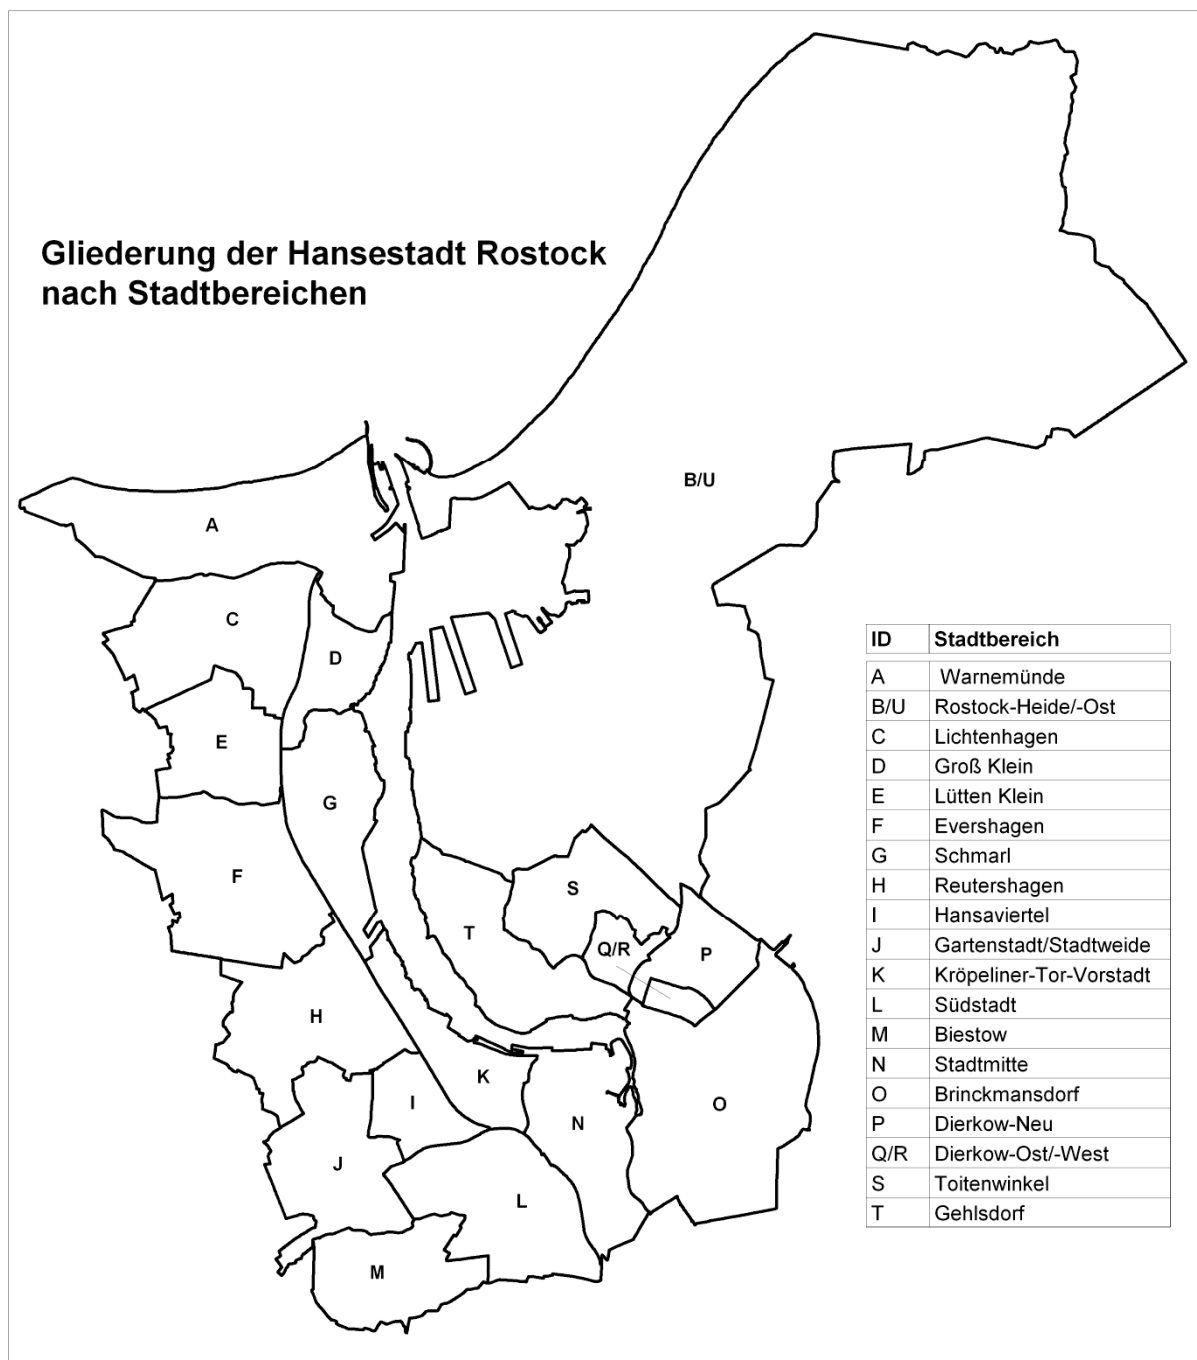 Gliederung der Hansestadt Rostock
nach Stadtbereichen
B/U
A
C
D
E
G
F
S
T
Q/R
P
H
K
I
O
N
J
L
M
ID Stadtbereich
A Warnemünde
B/U Rostock-Heide/-Ost
C Lichtenhagen
D Groß Klein
E Lütten Klein
F Evershagen
G Schmarl
H Reutershagen
I Hansaviertel
J Gartenstadt/Stadtweide
K Kröpeliner-Tor-Vorstadt
L Südstadt
M Biestow
N Stadtmitte
O Brinckmansdorf
P Dierkow-Neu
Q/R Dierkow-Ost/-West
S Toitenwinkel
T Gehlsdorf